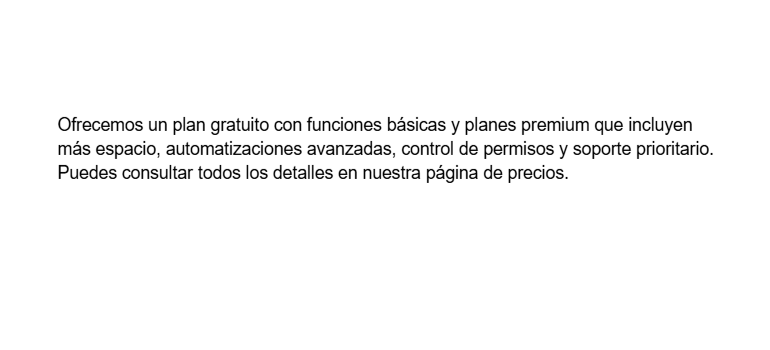 Ofrecemos un plan gratuito con funciones básicas y planes premium que incluyen
más espacio, automatizaciones avanzadas, control de permisos y soporte prioritario.
Puedes consultar todos los detalles en nuestra página de precios.